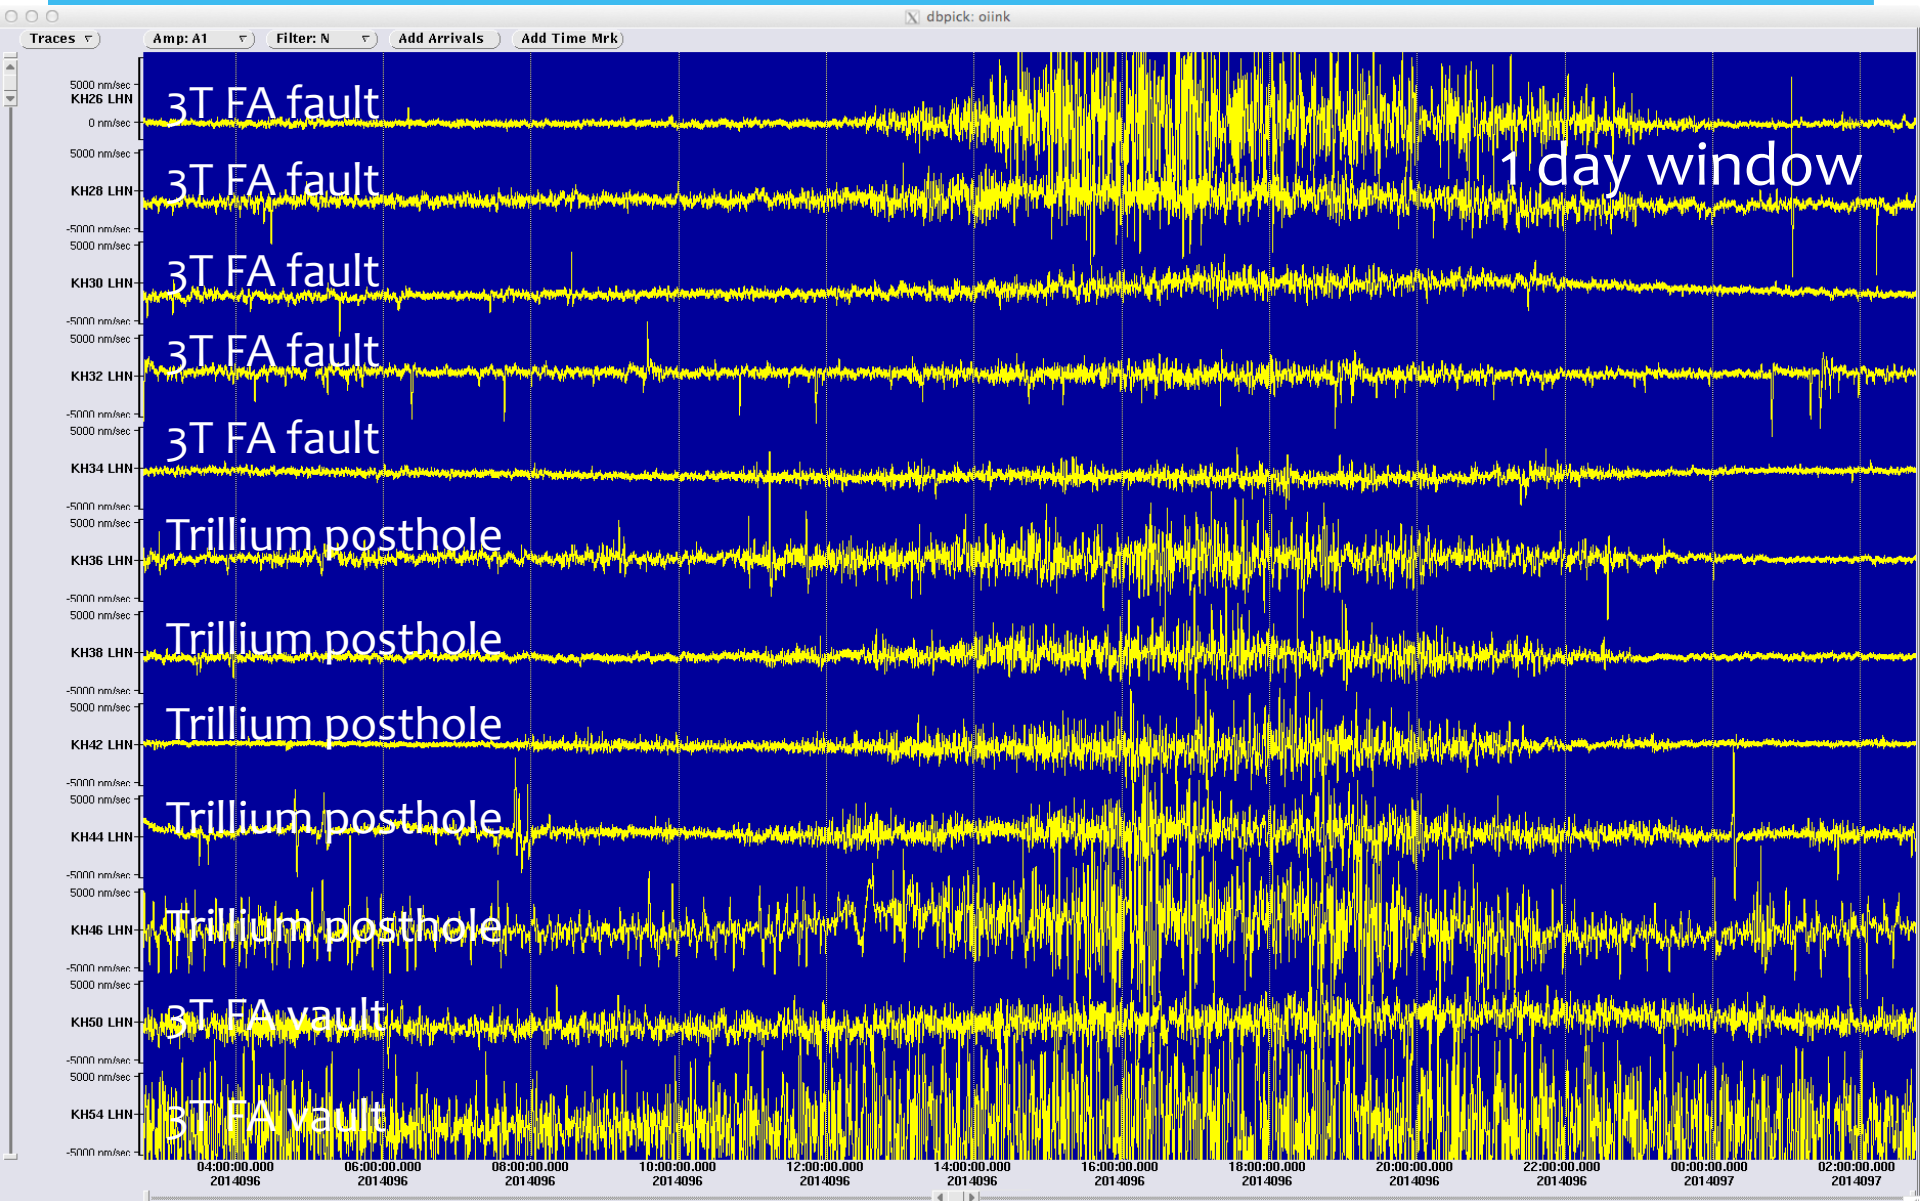 dbpick: oiink
Traces Amp: A1 Filter: N Add Arrivals Add Time Mrk
5000 nm/sec
KH26 LHN
0 nm/sec
3T FA fault
1 day window
5000 nm/sec
KH28 LHN
-5000 nm/sec
3T FA fault
5000 nm/sec
KH30 LHN
-5000 nm/sec
3T FA fault
5000 nm/sec
KH32 LHN
-5000 nm/sec
3T FA fault
5000 nm/sec
KH34 LHN
-5000 nm/sec
3T FA fault
5000 nm/sec
KH36 LHN
-5000 nm/sec
Trillium posthole
5000 nm/sec
KH38 LHN
-5000 nm/sec
Trillium posthole
5000 nm/sec
KH42 LHN
-5000 nm/sec
Trillium posthole
5000 nm/sec
KH44 LHN
-5000 nm/sec
Trillium posthole
5000 nm/sec
KH46 LHN
-5000 nm/sec
Trillium posthole
5000 nm/sec
KH50 LHN
-5000 nm/sec
3T FA vault
5000 nm/sec
KH54 LHN
-5000 nm/sec
3T FA vault
04:00:00.000 06:00:00.000 08:00:00.000 10:00:00.000 12:00:00.000 14:00:00.000 16:00:00.000 18:00:00.000 20:00:00.000 22:00:00.000 00:00:00.000 02:00:00.000
2014096 2014096 2014096 2014096 2014096 2014096 2014096 2014096 2014096 2014096 2014097 2014097